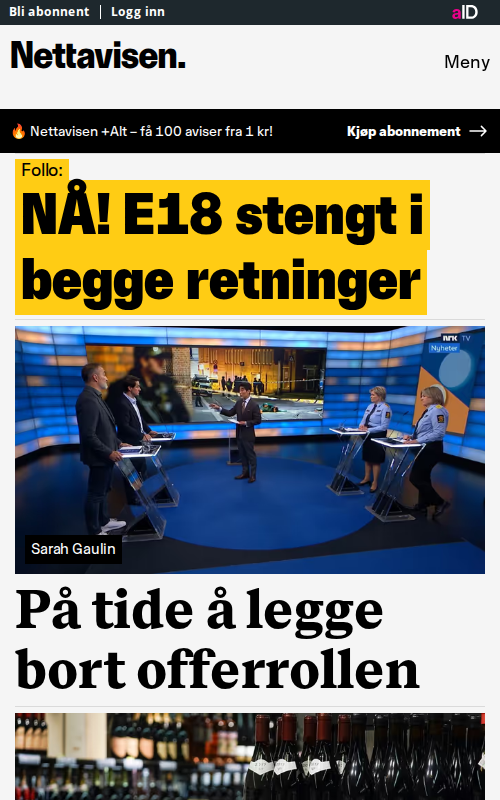 Bli abonnent | Logg inn
aID
Nettavisen.
Meny
🔥 Nettavisen +Alt – få 100 aviser fra 1 kr!
Kjøp abonnement →
Follo:
NÅ! E18 stengt i
begge retninger
NRK TV
Nyheter
Sarah Gaulin
På tide å legge
bort offerrollen